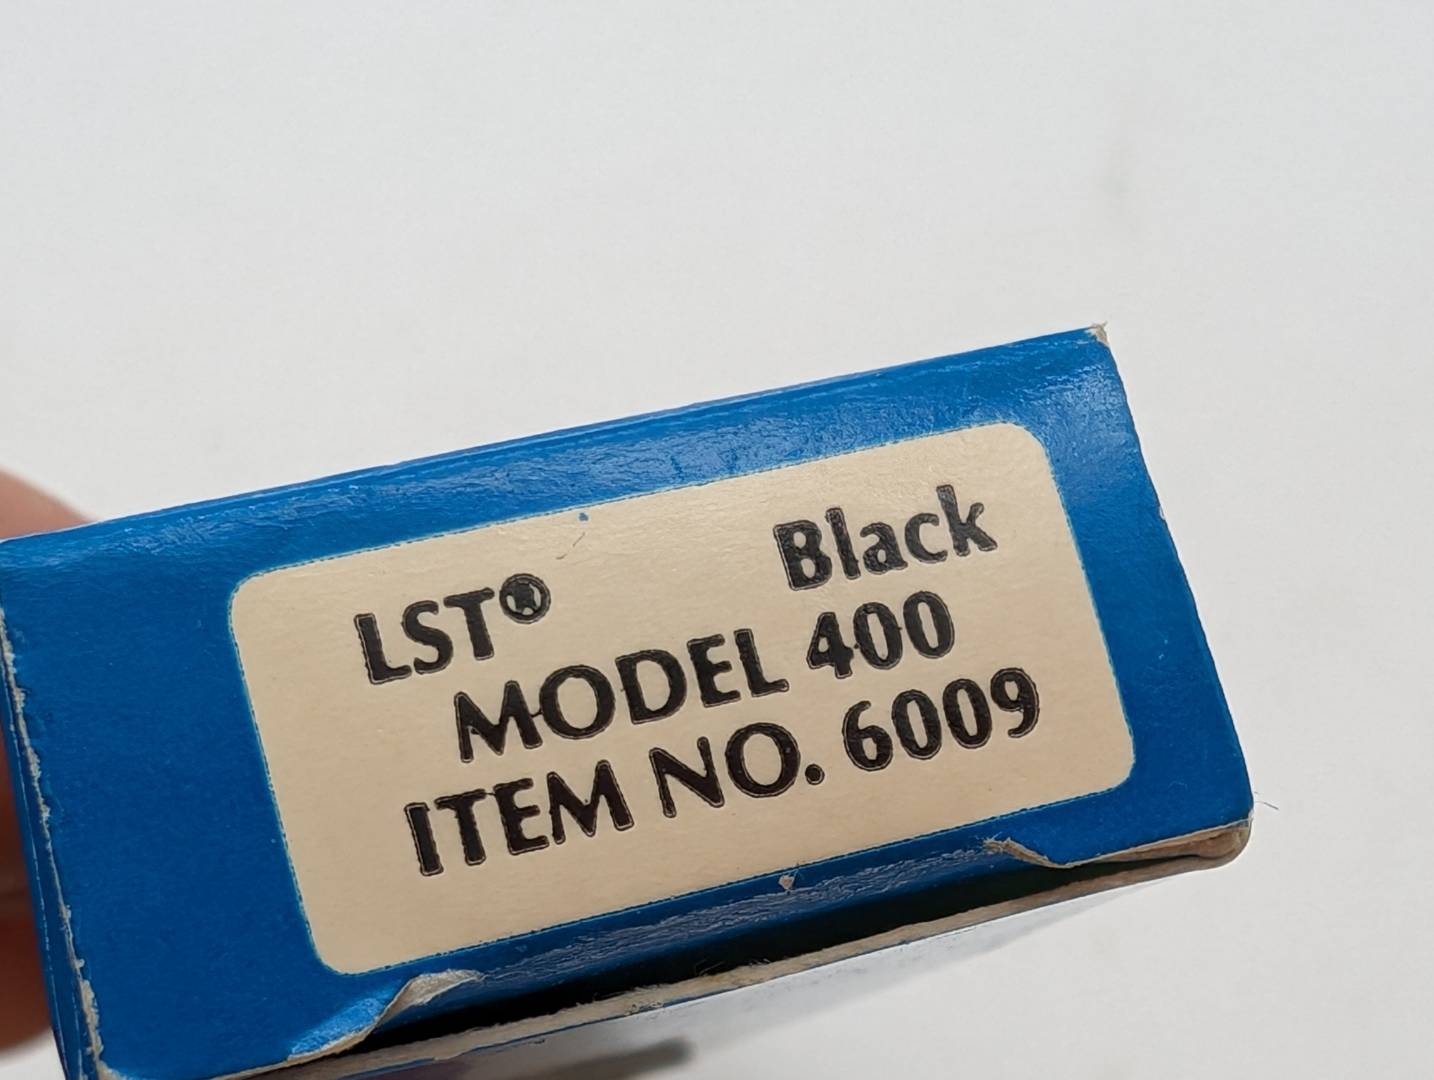 LST® Black
MODEL 400
ITEM NO. 6009